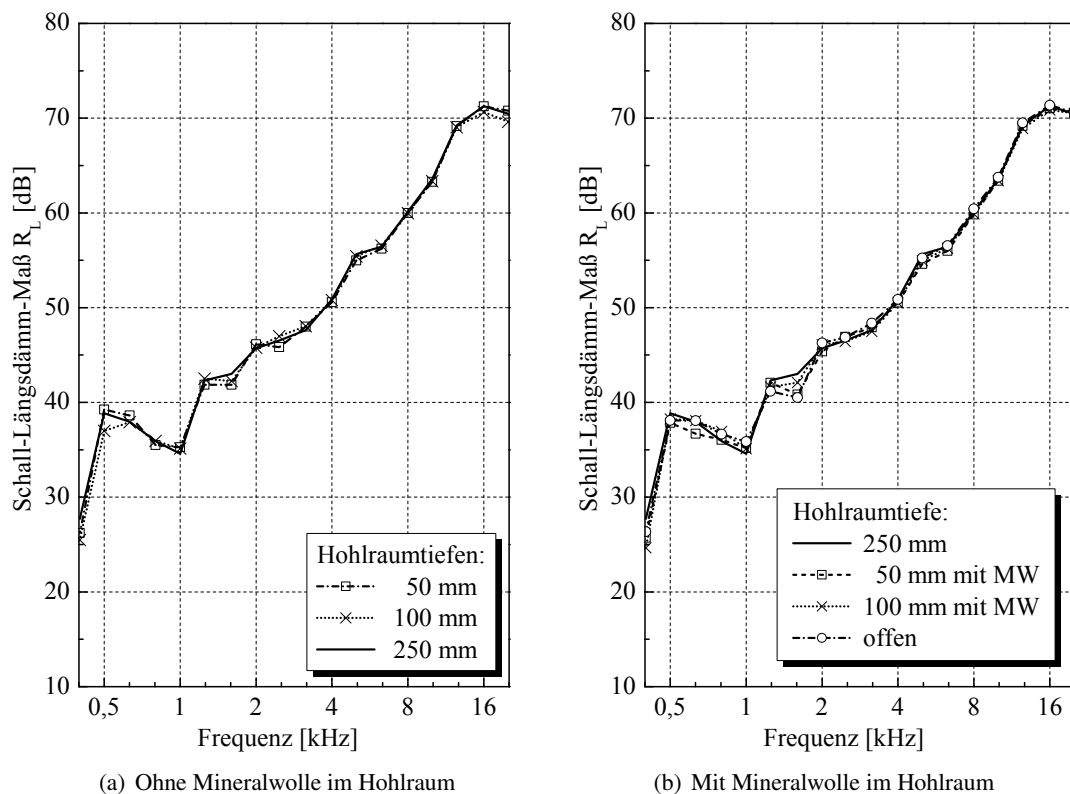 80
70
60
50
40
30
20
10
Schall-Längsdämm-Maß R_L [dB]
Hohlraumtiefen:
50 mm
100 mm
250 mm
0,5 1 2 4 8 16
Frequenz [kHz]
(a) Ohne Mineralwolle im Hohlraum
80
70
60
50
40
30
20
10
Schall-Längsdämm-Maß R_L [dB]
Hohlraumtiefe:
250 mm
50 mm mit MW
100 mm mit MW
offen
0,5 1 2 4 8 16
Frequenz [kHz]
(b) Mit Mineralwolle im Hohlraum